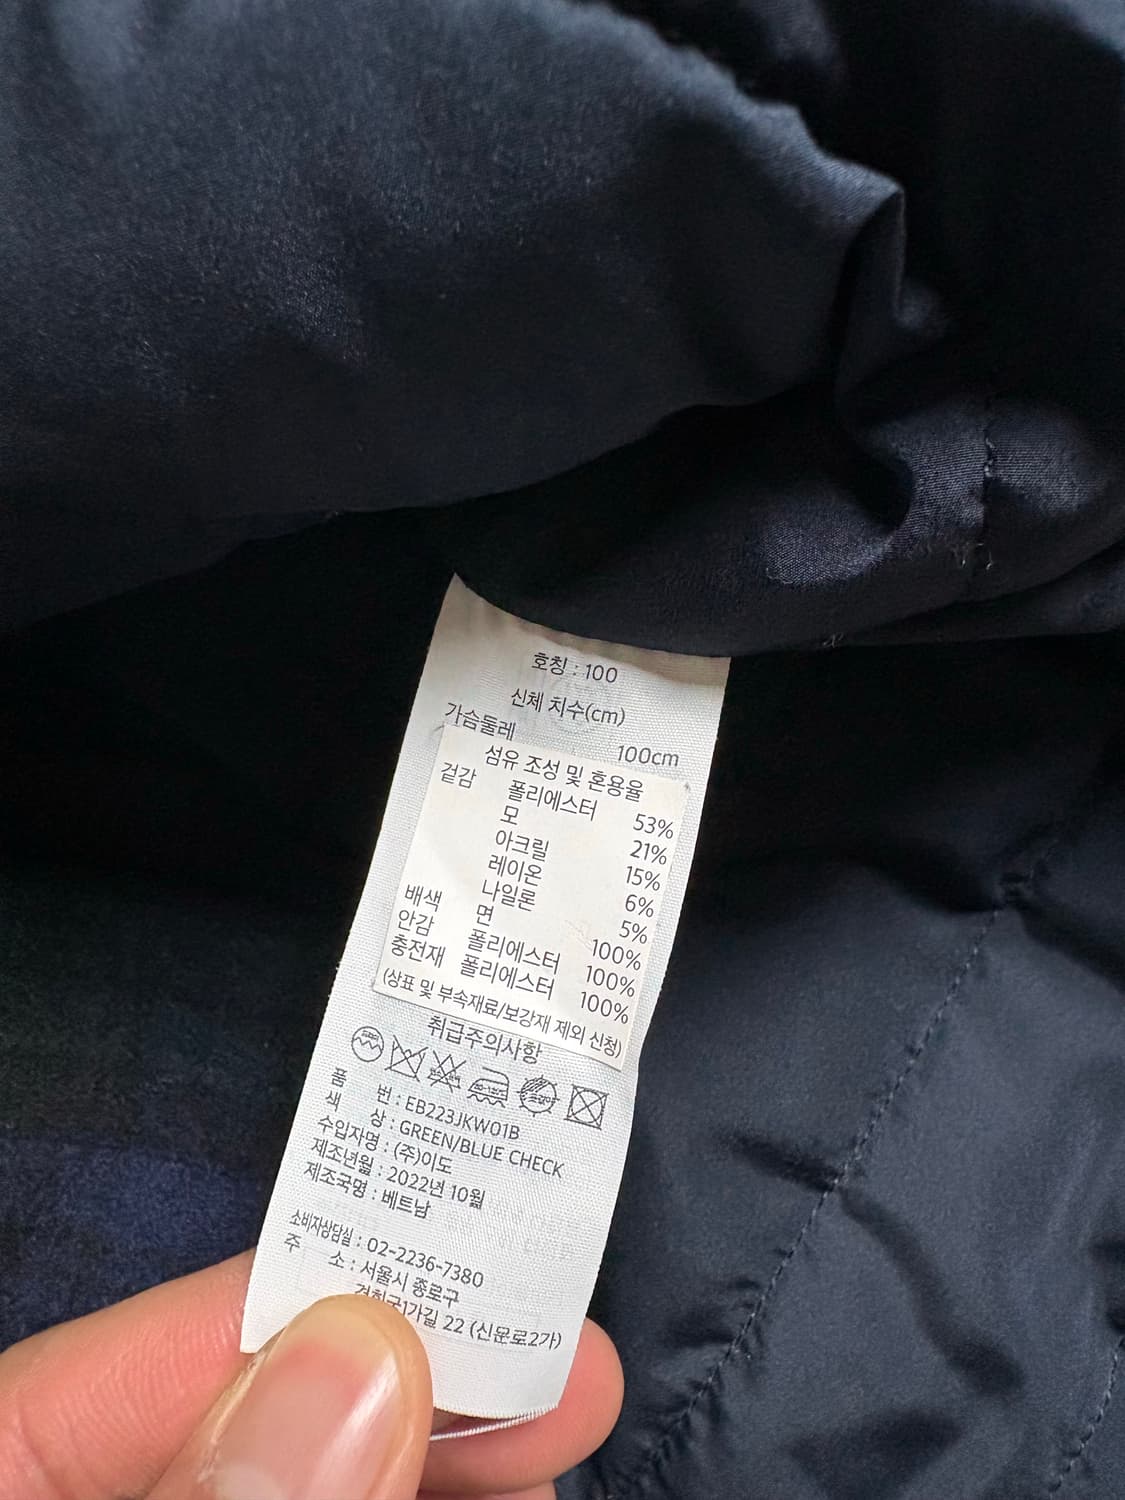 호칭 : 100
신체 치수(cm)
가슴둘레 100cm
섬유 조성 및 혼용율
겉감 폴리에스터 53%
모 21%
아크릴 15%
레이온 6%
나일론 5%
배색 면 100%
안감 폴리에스터 100%
충전재 폴리에스터 100%
(상표 및 부속재료/보강재 제외 신청)
취급주의사항
품 번 : EB223JKW01B
색 상 : GREEN/BLUE CHECK
수입자명 : (주)이도
제조년월 : 2022년 10월
제조국명 : 베트남
소비자상담실 : 02-2236-7380
주 소 : 서울시 종로구
경희궁1가길 22 (신문로2가)